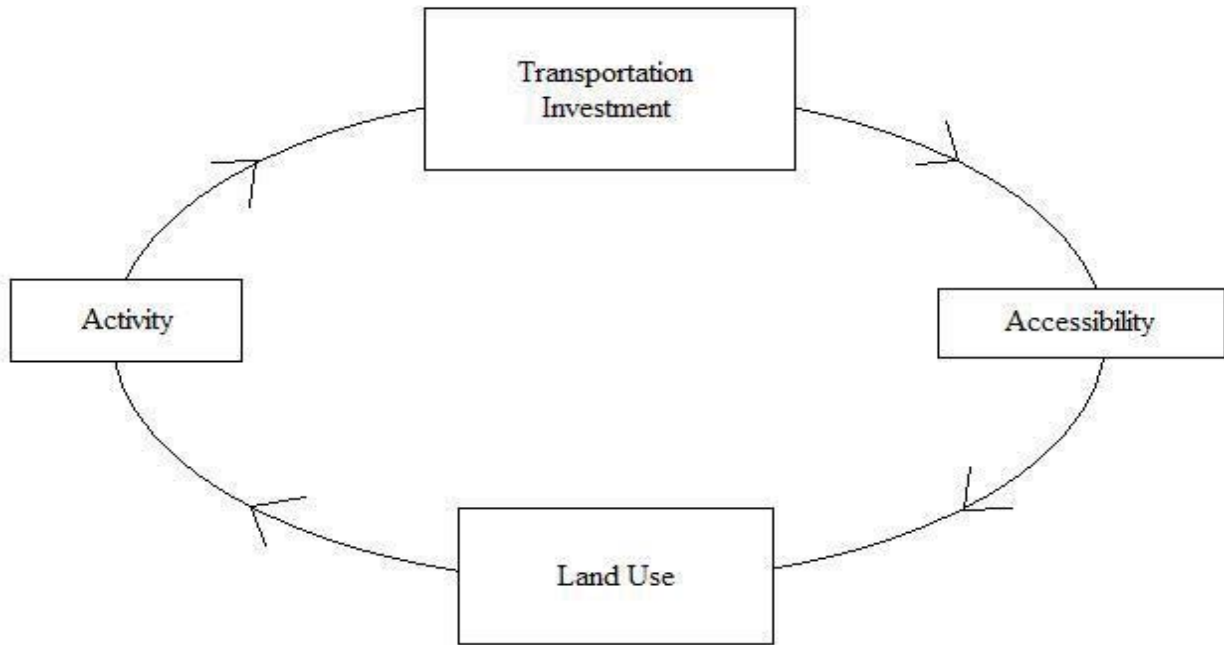 Transportation
Investment
Activity
Accessibility
Land Use